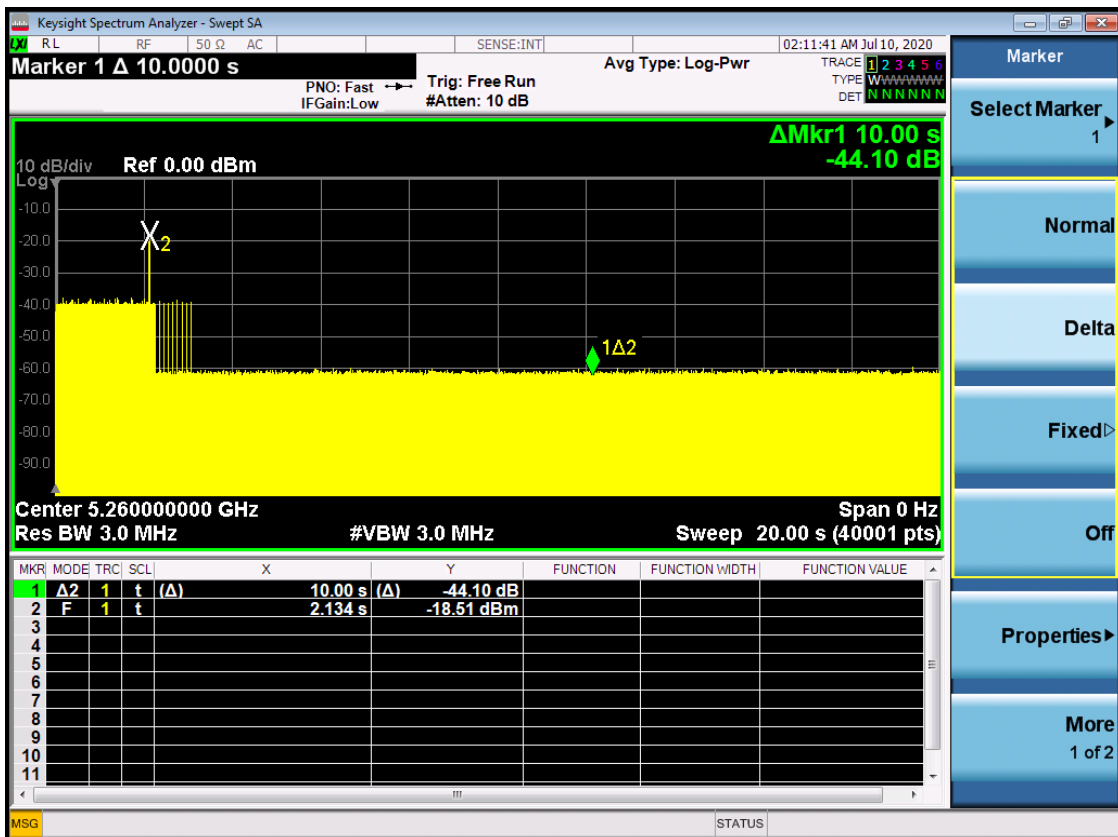 Keysight Spectrum Analyzer - Swept SA
LXI RL RF 50 Ω AC SENSE:INT 02:11:41 AM Jul 10, 2020
Marker 1 Δ 10.0000 s
PNO: Fast
IFGain:Low
Trig: Free Run
#Atten: 10 dB
Avg Type: Log-Pwr
TRACE 1 2 3 4 5 6
TYPE WWWWWW
DET N N N N N N
ΔMkr1 10.00 s
-44.10 dB
10 dB/div Ref 0.00 dBm
Log
-10.0
-20.0
-30.0
-40.0
-50.0
-60.0
-70.0
-80.0
-90.0
X2
1Δ2
Center 5.260000000 GHz Span 0 Hz
Res BW 3.0 MHz #VBW 3.0 MHz Sweep 20.00 s (40001 pts)
MKR MODE TRC SCL X Y FUNCTION FUNCTION WIDTH FUNCTION VALUE
1 Δ2 1 t (Δ) 10.00 s (Δ) -44.10 dB
2 F 1 t 2.134 s -18.51 dBm
3
4
5
6
7
8
9
10
11
MSG STATUS
Marker
Select Marker
1
Normal
Delta
Fixed
Off
Properties
More
1 of 2